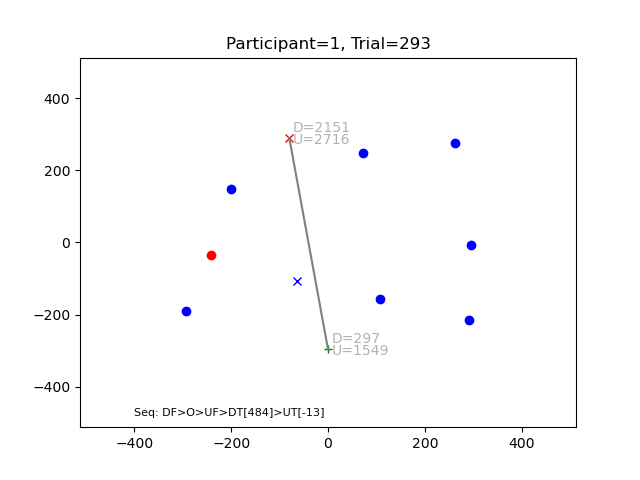 Participant=1, Trial=293
D=2151
U=2716
D=297
U=1549
Seq: DF>O>UF>DT[484]>UT[-13]
400
200
0
−200
−400
−400
−200
0
200
400